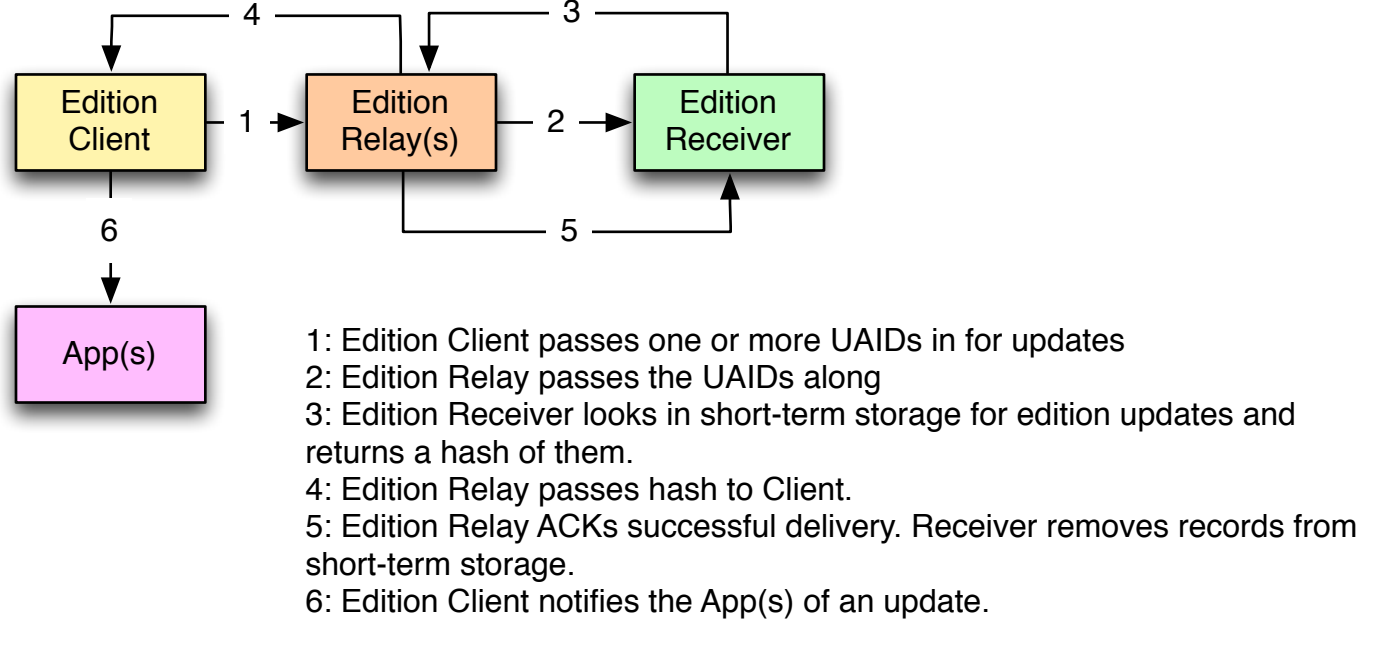 4
3
Edition
Client
1
Edition
Relay(s)
2
Edition
Receiver
6
5
App(s)
1: Edition Client passes one or more UAIDs in for updates
2: Edition Relay passes the UAIDs along
3: Edition Receiver looks in short-term storage for edition updates and
returns a hash of them.
4: Edition Relay passes hash to Client.
5: Edition Relay ACKs successful delivery. Receiver removes records from
short-term storage.
6: Edition Client notifies the App(s) of an update.